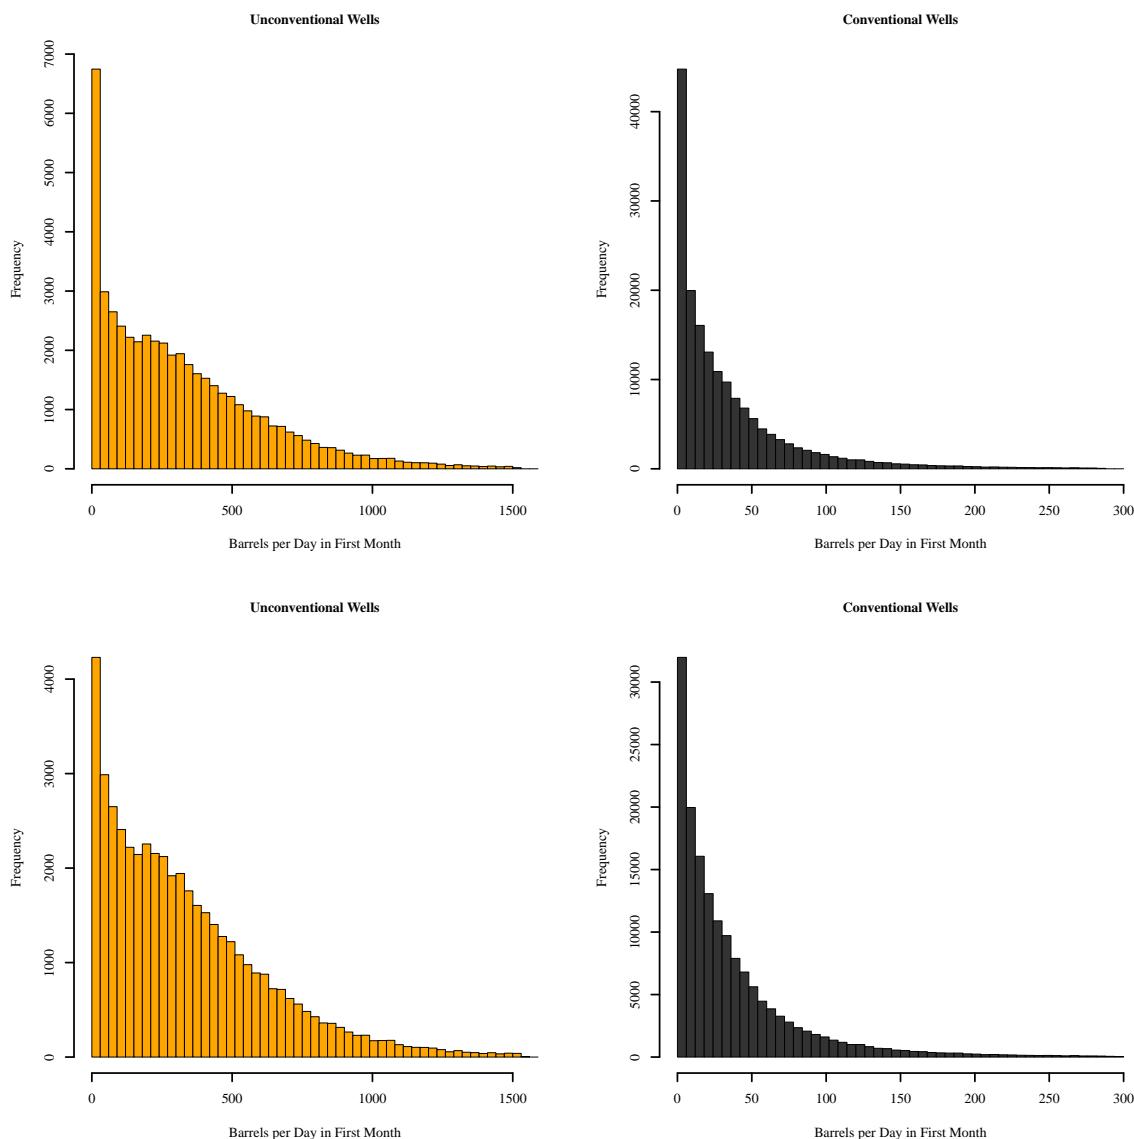 Unconventional Wells
Frequency
7000
6000
5000
4000
3000
2000
1000
0
0 500 1000 1500
Barrels per Day in First Month
Conventional Wells
Frequency
40000
30000
20000
10000
0
0 50 100 150 200 250 300
Barrels per Day in First Month
Unconventional Wells
Frequency
4000
3000
2000
1000
0
0 500 1000 1500
Barrels per Day in First Month
Conventional Wells
Frequency
30000
25000
20000
15000
10000
5000
0
0 50 100 150 200 250 300
Barrels per Day in First Month